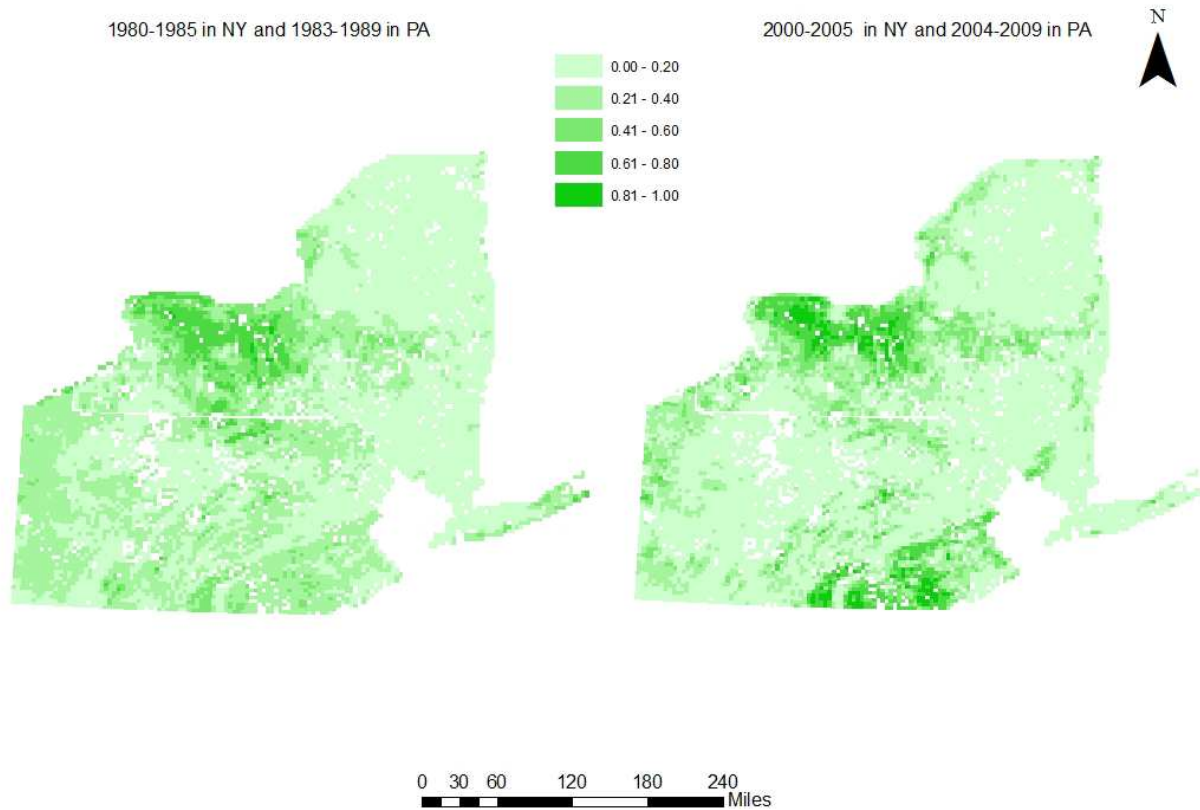 1980-1985 in NY and 1983-1989 in PA
2000-2005 in NY and 2004-2009 in PA
N
0.00 - 0.20
0.21 - 0.40
0.41 - 0.60
0.61 - 0.80
0.81 - 1.00
0 30 60 120 180 240
Miles